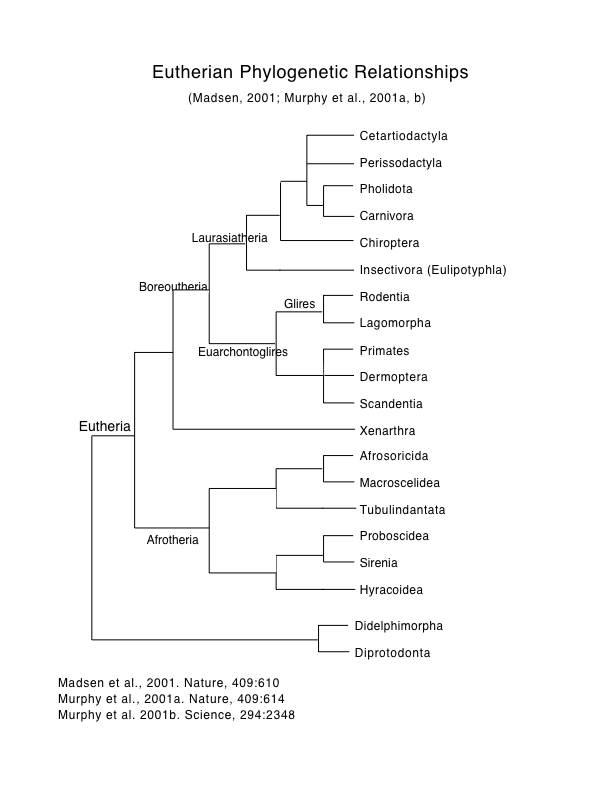 Eutherian Phylogenetic Relationships
(Madsen, 2001; Murphy et al., 2001a, b)
Cetartiodactyla
Perissodactyla
Pholidota
Carnivora
Laurasiatheria
Chiroptera
Insectivora (Eulipotyphla)
Boreoutheria
Rodentia
Glires
Lagomorpha
Euarchontoglires
Primates
Dermoptera
Scandentia
Eutheria
Xenarthra
Afrosoricida
Macroscelidea
Tubulindantata
Proboscidea
Afrotheria
Sirenia
Hyracoidea
Didelphimorpha
Diprotodonta
Madsen et al., 2001. Nature, 409:610
Murphy et al., 2001a. Nature, 409:614
Murphy et al. 2001b. Science, 294:2348